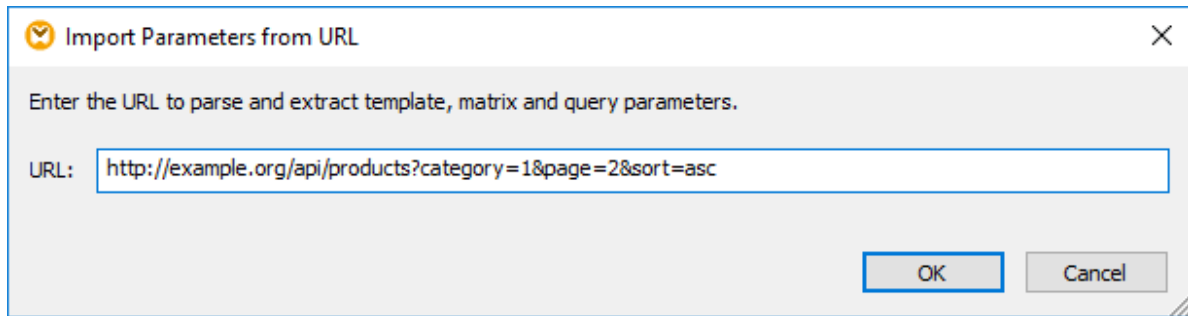 Import Parameters from URL
Enter the URL to parse and extract template, matrix and query parameters.
URL: http://example.org/api/products?category=1&page=2&sort=asc
OK Cancel